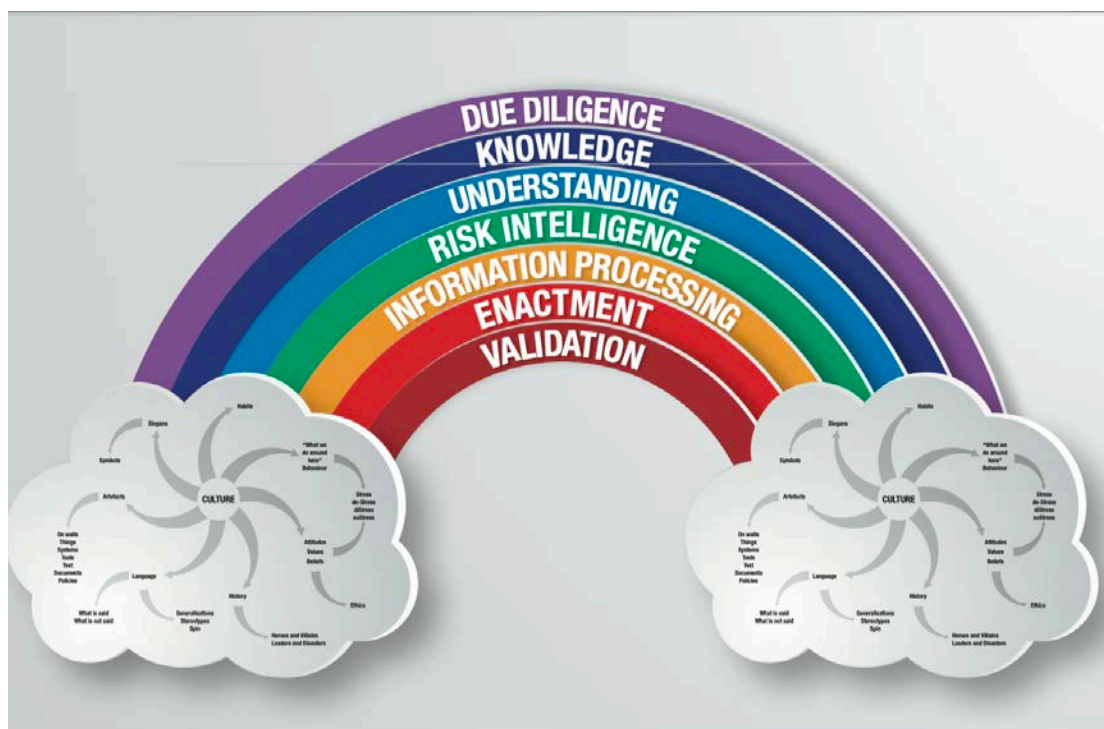 DUE DILIGENCE
KNOWLEDGE
UNDERSTANDING
RISK INTELLIGENCE
INFORMATION PROCESSING
ENACTMENT
VALIDATION
Habits
Slogans
"What we
do around
here"
Behaviour
Symbols
Artefacts
CULTURE
Stress
de-Stress
diStress
euStress
On walls
Things
Systems
Tools
Text
Documents
Policies
Attitudes
Values
Beliefs
Language
History
Ethics
What is said
What is not said
Generalisations
Stereotypes
Spin
Heroes and Villains
Leaders and Disasters
Habits
Slogans
"What we
do around
here"
Behaviour
Symbols
Artefacts
CULTURE
Stress
de-Stress
diStress
euStress
On walls
Things
Systems
Tools
Text
Documents
Policies
Attitudes
Values
Beliefs
Language
History
Ethics
What is said
What is not said
Generalisations
Stereotypes
Spin
Heroes and Villains
Leaders and Disasters